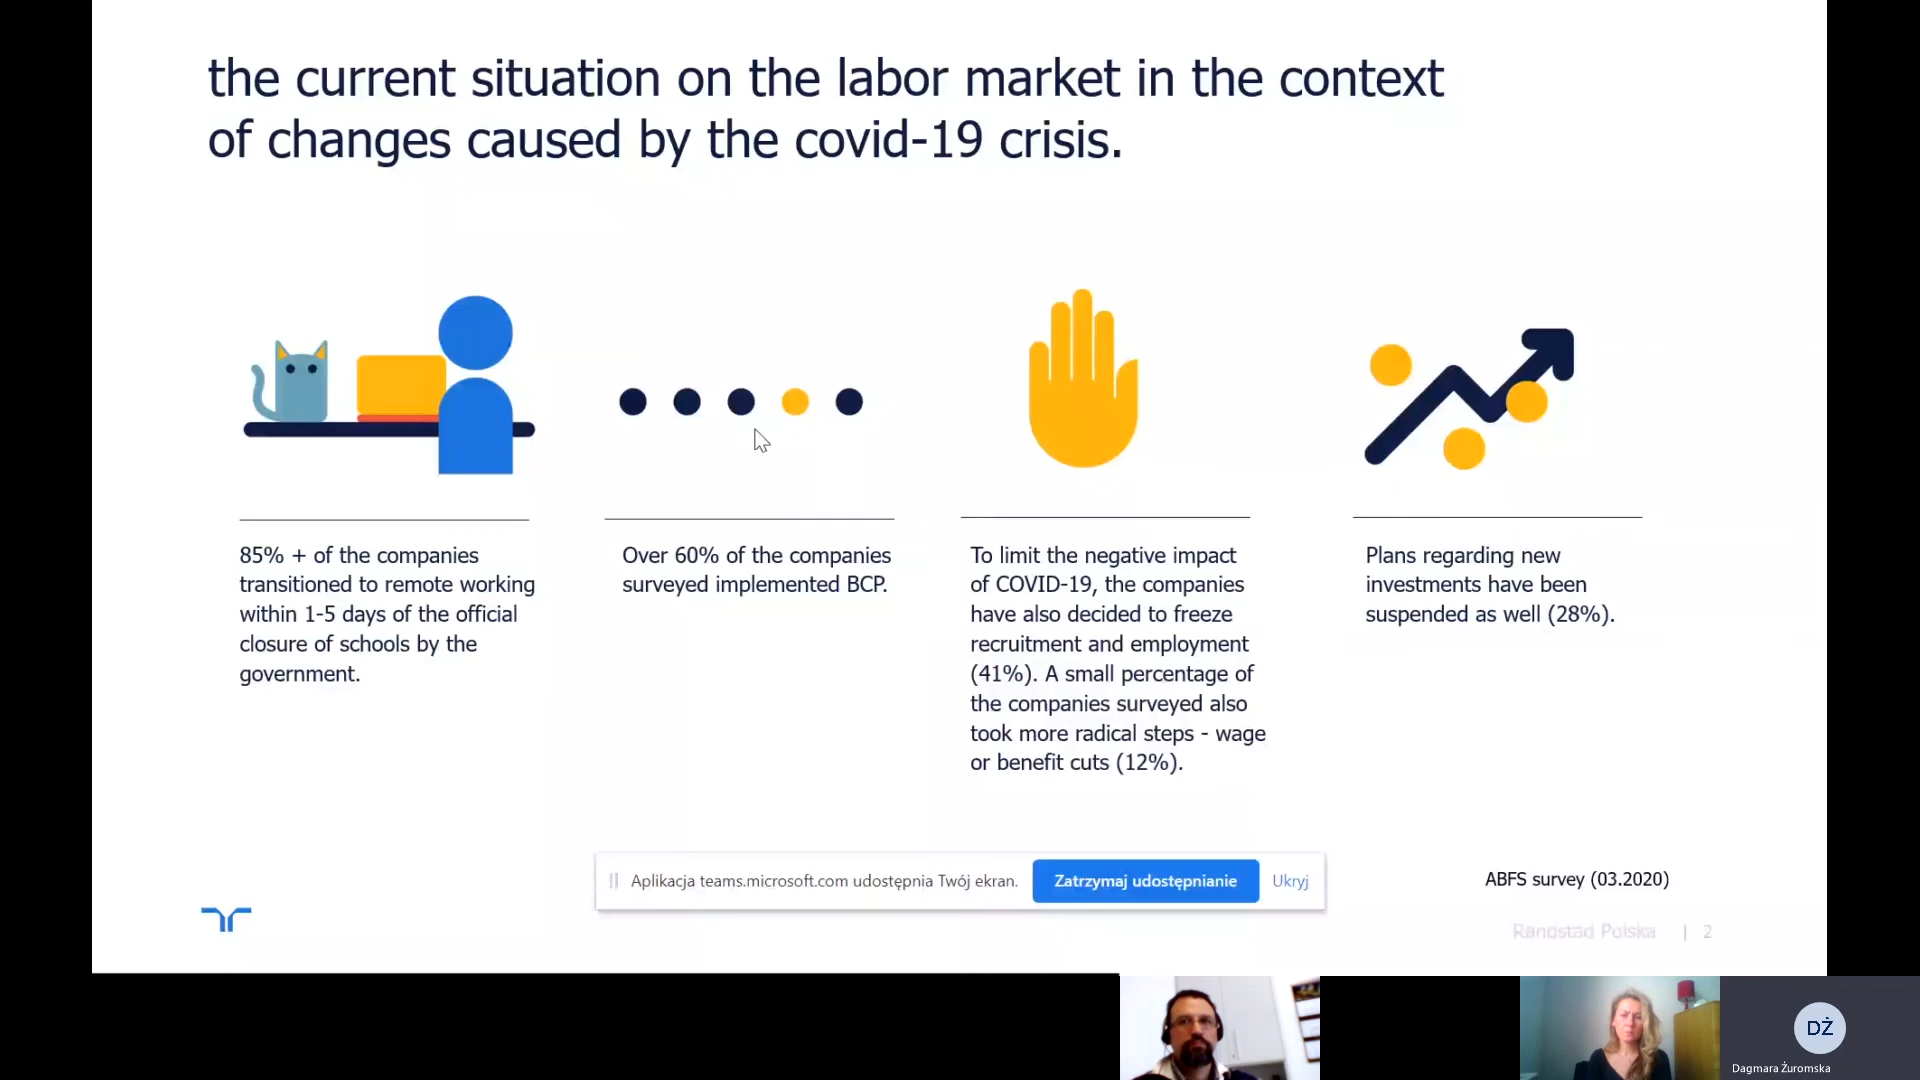 the current situation on the labor market in the context
of changes caused by the covid-19 crisis.
85% + of the companies
transitioned to remote working
within 1-5 days of the official
closure of schools by the
government.
Over 60% of the companies
surveyed implemented BCP.
To limit the negative impact
of COVID-19, the companies
have also decided to freeze
recruitment and employment
(41%). A small percentage of
the companies surveyed also
took more radical steps - wage
or benefit cuts (12%).
Plans regarding new
investments have been
suspended as well (28%).
Aplikacja teams.microsoft.com udostępnia Twój ekran.
Zatrzymaj udostępnianie
Ukryj
ABFS survey (03.2020)
Randstad Polska | 2
DŻ
Dagmara Żuromska